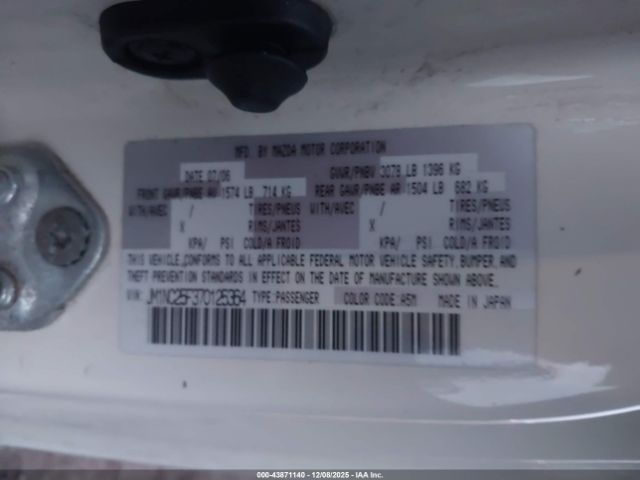 MFD. BY MAZDA MOTOR CORPORATION
DATE 07/06 GVWR/PNBV 3078 LB 1396 KG
FRONT GAWR/PNBE AV 1574 LB 714 KG REAR GAWR/PNBE AR 1504 LB 682 KG
WITH/AVEC / TIRES/PNEUS WITH/AVEC / TIRES/PNEUS
X RIMS/JANTES X RIMS/JANTES
KPA/ PSI COLD/A FROID KPA/ PSI COLD/A FROID
THIS VEHICLE CONFORMS TO ALL APPLICABLE FEDERAL MOTOR VEHICLE SAFETY, BUMPER, AND
THEFT PREVENTION STANDARDS IN EFFECT ON THE DATE OF MANUFACTURE SHOWN ABOVE.
VIN: JM1NC25F370125364 TYPE:PASSENGER COLOR CODE:A5M MADE IN JAPAN
000-43871140 - 12/08/2025 - IAA Inc.